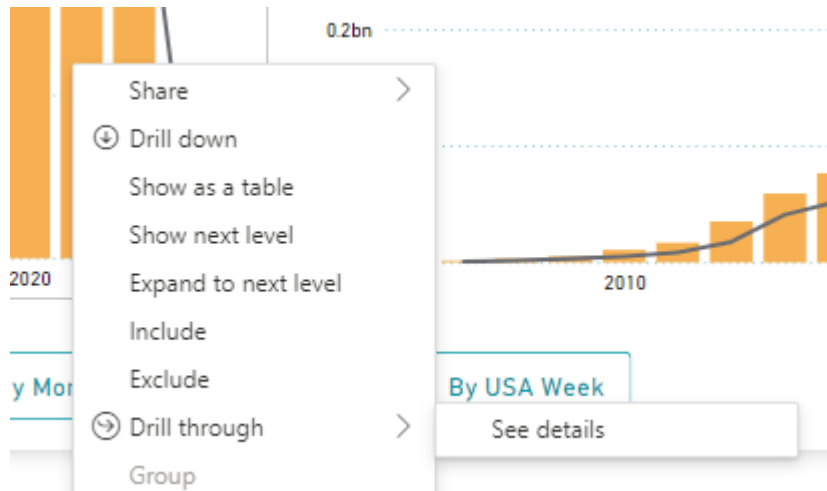 0.2bn
Share
Drill down
Show as a table
Show next level
Expand to next level
2020
2010
Include
Exclude
y Mor
By USA Week
Drill through
See details
Group